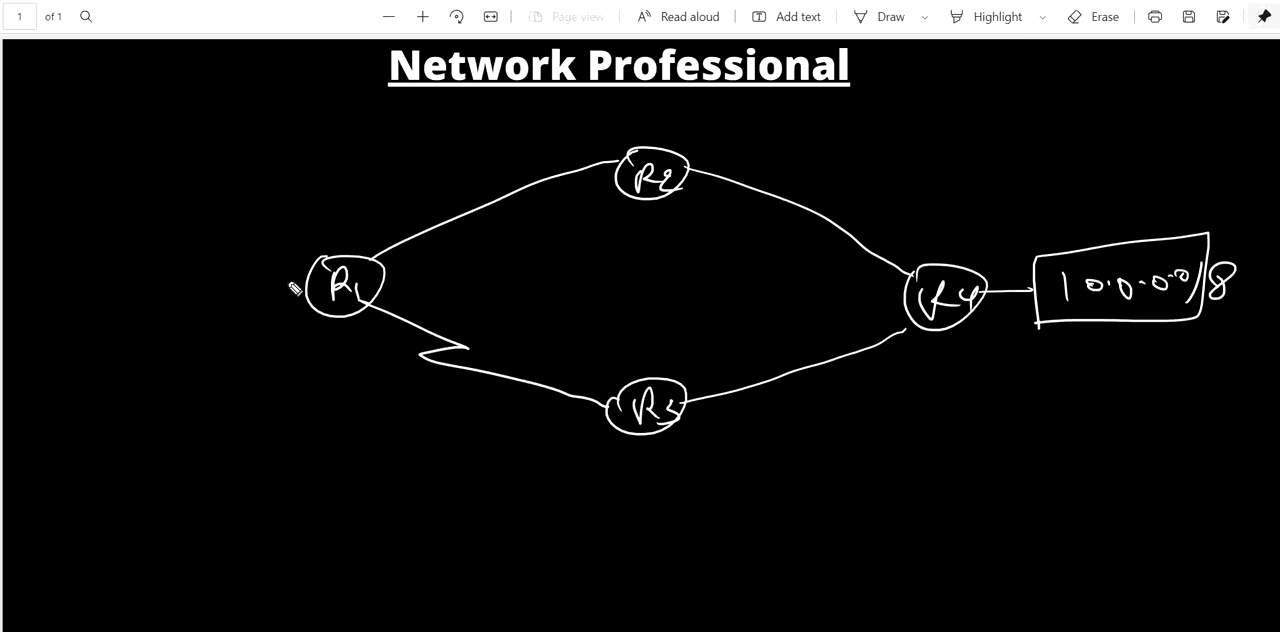 1 of 1 Page view Read aloud Add text Draw Highlight Erase
Network Professional
R2
R1
R4 10.0.0.0/8
R3